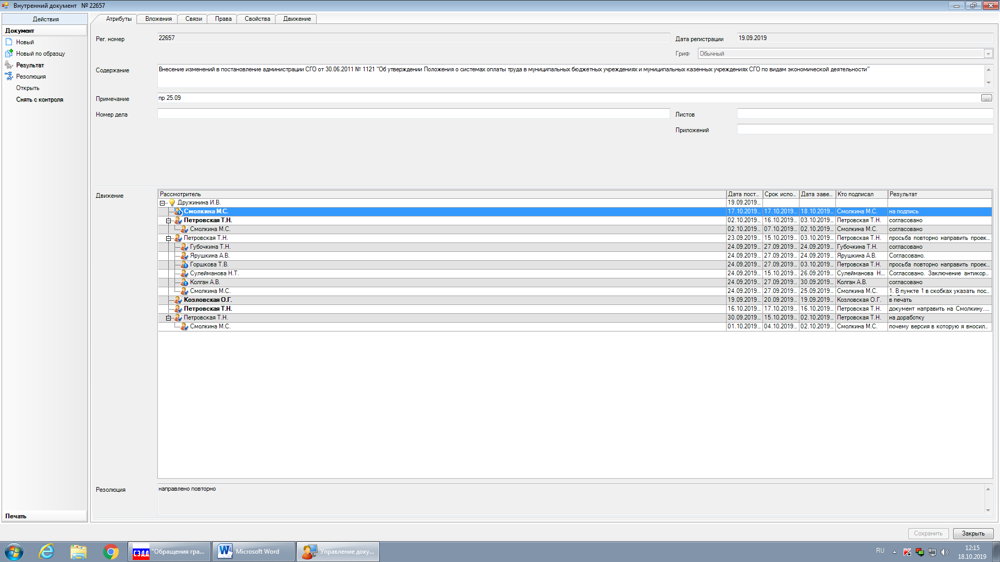 Внутренний документ № 22657
Действия
Документ
Новый
Новый по образцу
Результат
Резолюция
Открыть
Снять с контроля
Печать
Атрибуты Вложения Связи Права Свойства Движение
Рег. номер 22657 Дата регистрации 19.09.2019
Гриф Обычный
Содержание Внесение изменений в постановление администрации СГО от 30.06.2011 № 1121 "Об утверждении Положения о системах оплаты труда в муниципальных бюджетных учреждениях и муниципальных казенных учреждениях СГО по видам экономической деятельности"
Примечание пр 25.09 ...
Номер дела Листов
Приложений
Движение
Рассмотритель Дата пост... Срок испо... Дата заве... Кто подписал Результат
Дружинина И.В. 19.09.2019...
Смолкина М.С. 17.10.2019... 17.10.2019... 18.10.2019... Смолкина М.С. на подпись
Петровская Т.Н. 02.10.2019... 16.10.2019... 03.10.2019... Петровская Т.Н. согласовано
Смолкина М.С. 02.10.2019... 07.10.2019... 02.10.2019... Смолкина М.С. согласовано
Петровская Т.Н. 23.09.2019... 15.10.2019... 03.10.2019... Петровская Т.Н. просьба повторно направить проек...
Губочкина Т.Н. 24.09.2019... 27.09.2019... 24.09.2019... Губочкина Т.Н. согласовано
Ярушкина А.В. 24.09.2019... 27.09.2019... 24.09.2019... Ярушкина А.В. Согласовано.
Горшкова Т.В. 24.09.2019... 27.09.2019... 03.10.2019... Петровская Т.Н. просьба повторно направить проек...
Сулейманова Н.Т. 24.09.2019... 15.10.2019... 26.09.2019... Сулейманова Н.... Согласовано. Заключение антикор...
Колган А.В. 24.09.2019... 27.09.2019... 30.09.2019... Колган А.В. согласовано
Смолкина М.С. 24.09.2019... 27.09.2019... 25.09.2019... Смолкина М.С. 1. В пункте 1 в скобках указать пос...
Козловская О.Г. 19.09.2019... 20.09.2019... 19.09.2019... Козловская О.Г. в печать
Петровская Т.Н. 16.10.2019... 17.10.2019... 16.10.2019... Петровская Т.Н. документ направить на Смолкину....
Петровская Т.Н. 30.09.2019... 15.10.2019... 02.10.2019... Петровская Т.Н. на доработку
Смолкина М.С. 01.10.2019... 04.10.2019... 02.10.2019... Смолкина М.С. почему версия в которую я вносил...
Резолюция направлено повторно
Сохранить Закрыть
СЭДД "Обращения гра... Microsoft Word Управление доку... RU 12:15
18.10.2019